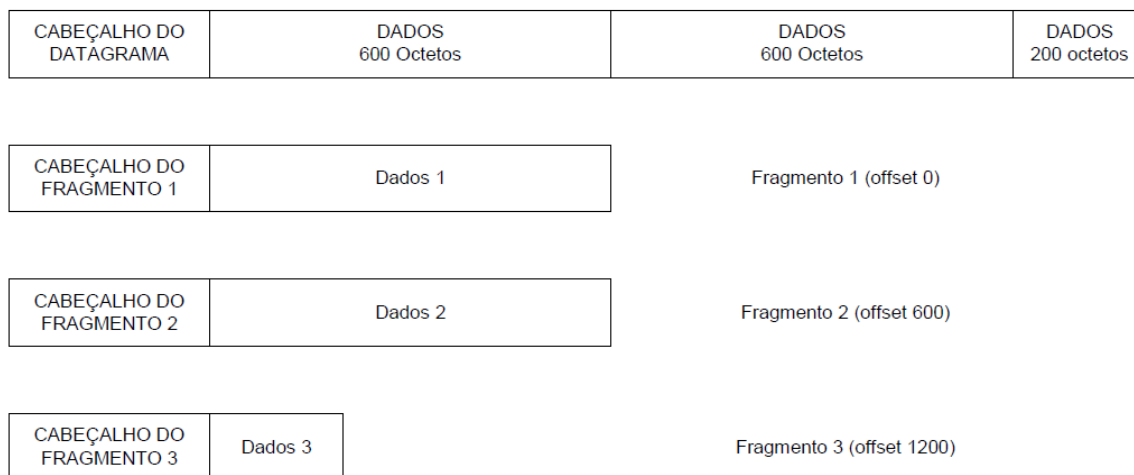 CABEÇALHO DO
DATAGRAMA
DADOS
600 Octetos
DADOS
600 Octetos
DADOS
200 octetos
CABEÇALHO DO
FRAGMENTO 1
Dados 1
Fragmento 1 (offset 0)
CABEÇALHO DO
FRAGMENTO 2
Dados 2
Fragmento 2 (offset 600)
CABEÇALHO DO
FRAGMENTO 3
Dados 3
Fragmento 3 (offset 1200)